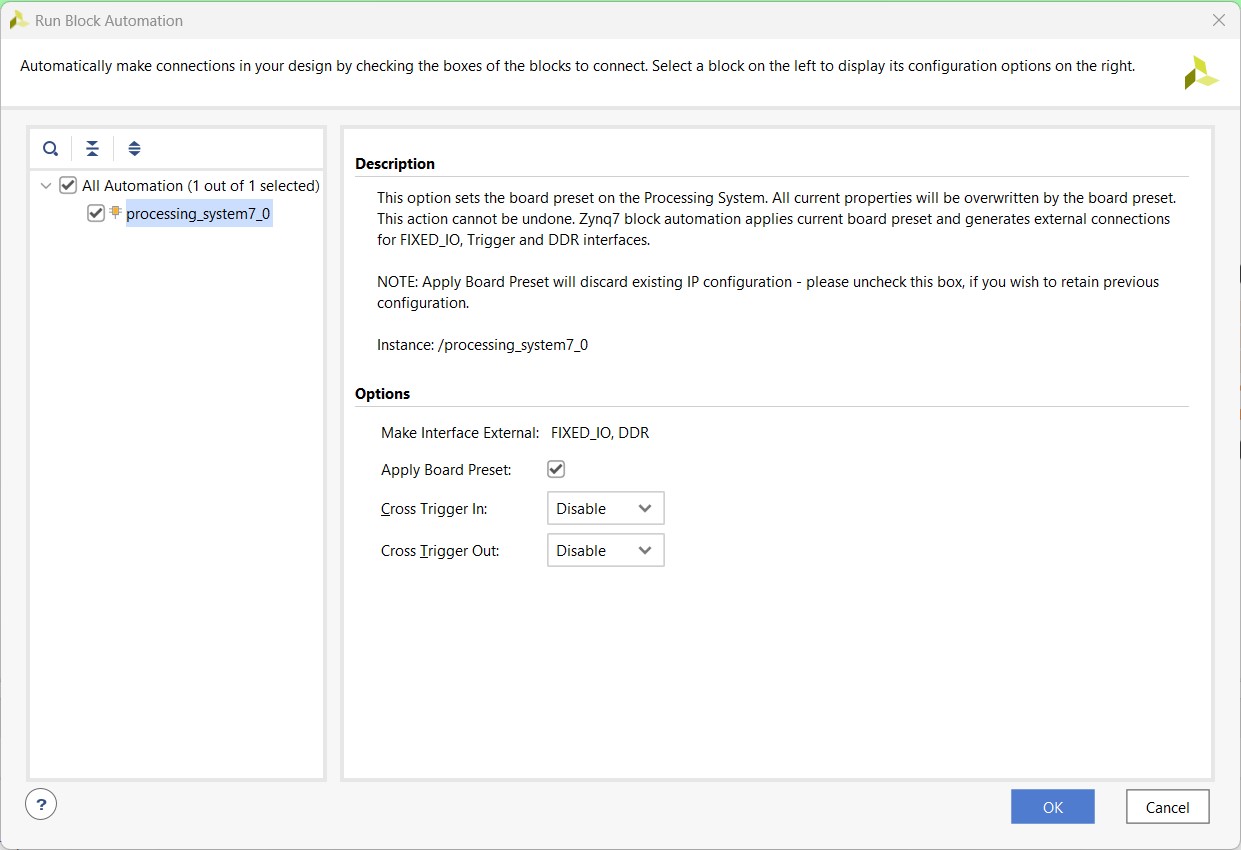 Run Block Automation
Automatically make connections in your design by checking the boxes of the blocks to connect. Select a block on the left to display its configuration options on the right.
All Automation (1 out of 1 selected)
processing_system7_0
Description
This option sets the board preset on the Processing System. All current properties will be overwritten by the board preset.
This action cannot be undone. Zynq7 block automation applies current board preset and generates external connections
for FIXED_IO, Trigger and DDR interfaces.
NOTE: Apply Board Preset will discard existing IP configuration - please uncheck this box, if you wish to retain previous
configuration.
Instance: /processing_system7_0
Options
Make Interface External: FIXED_IO, DDR
Apply Board Preset:
Cross Trigger In: Disable
Cross Trigger Out: Disable
?
OK
Cancel